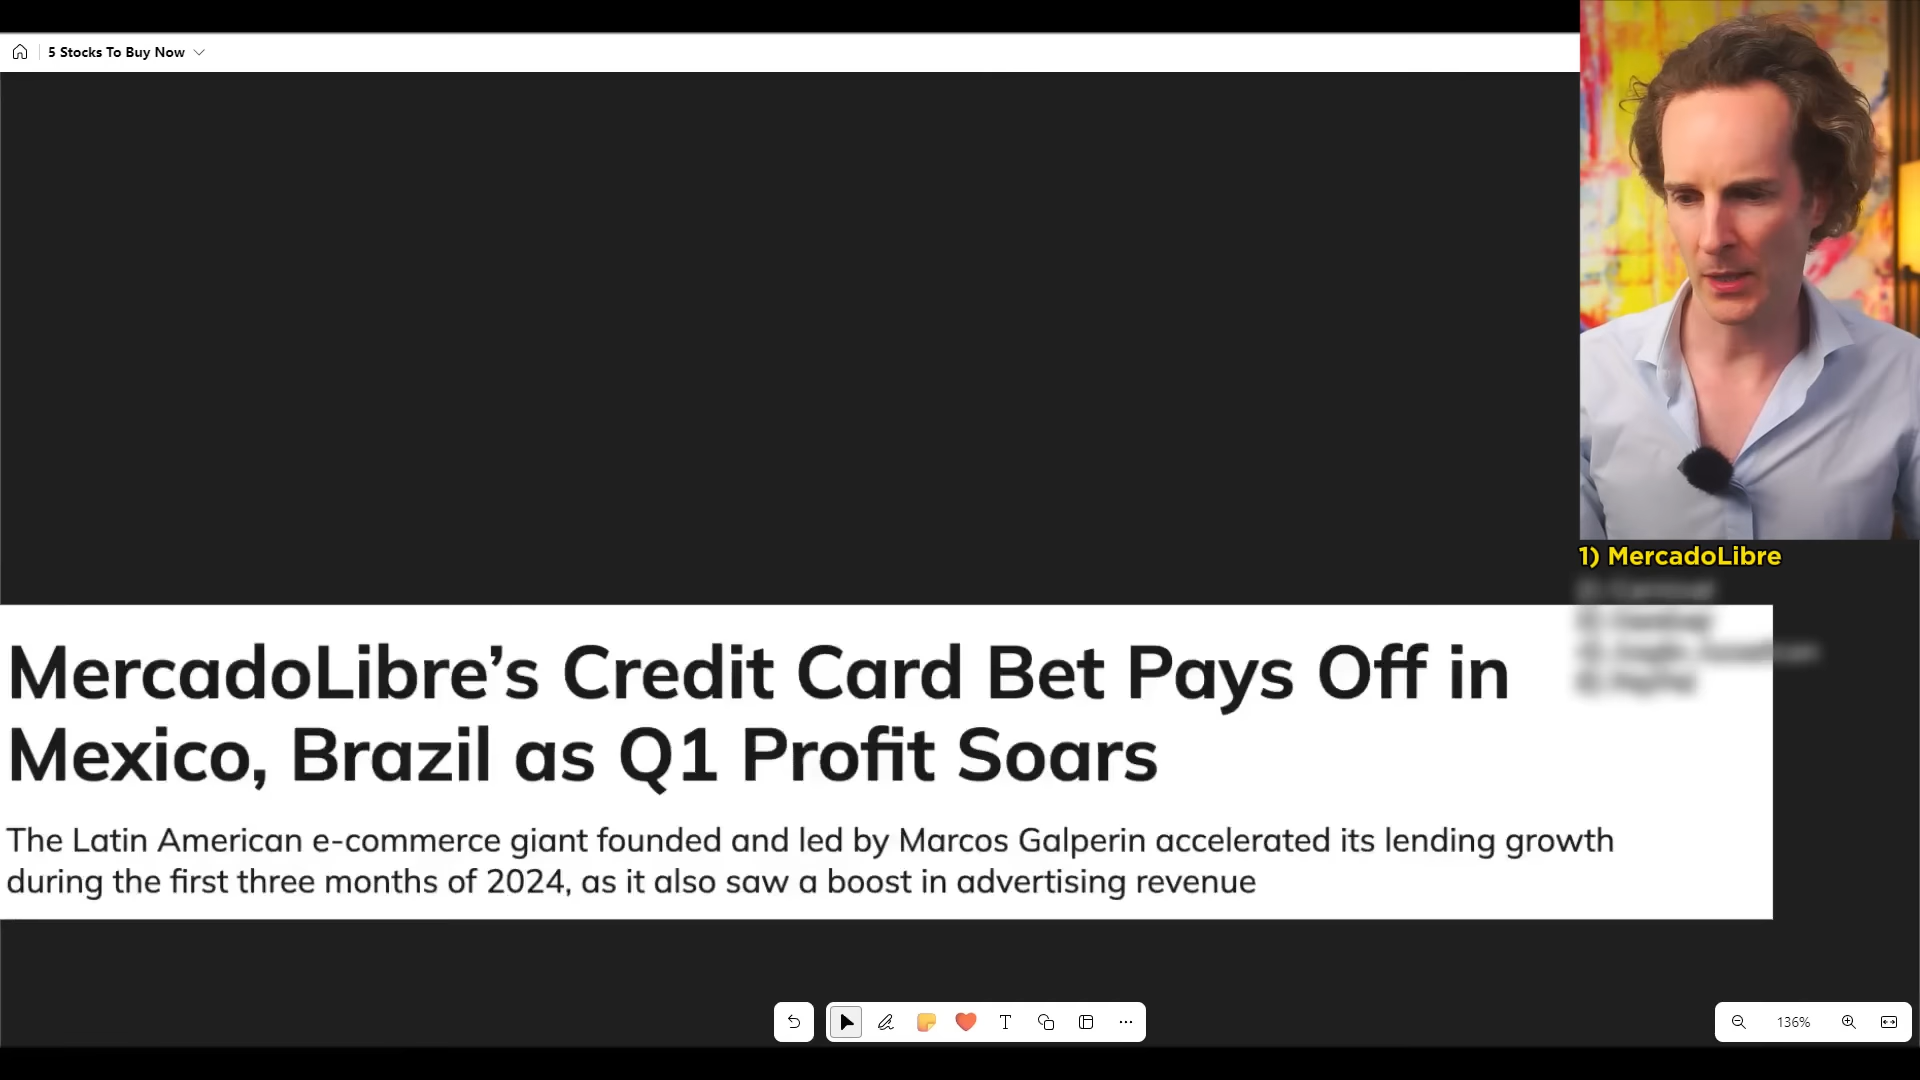 5 Stocks To Buy Now
1) MercadoLibre
MercadoLibre’s Credit Card Bet Pays Off in
Mexico, Brazil as Q1 Profit Soars
The Latin American e-commerce giant founded and led by Marcos Galperin accelerated its lending growth
during the first three months of 2024, as it also saw a boost in advertising revenue
T
136%